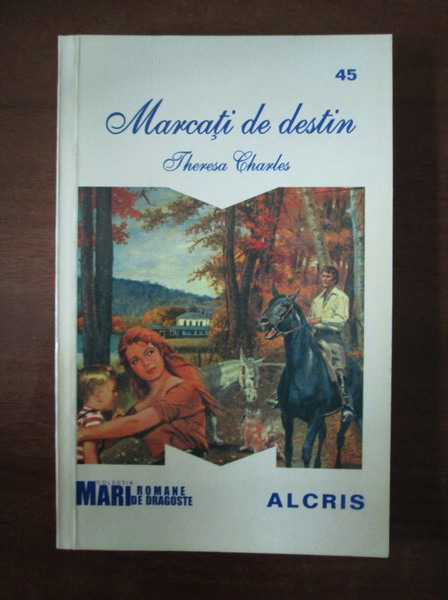 45
Marcați de destin
Theresa Charles
COLECȚIA
MARI ROMANE
DE DRAGOSTE
ALCRIS